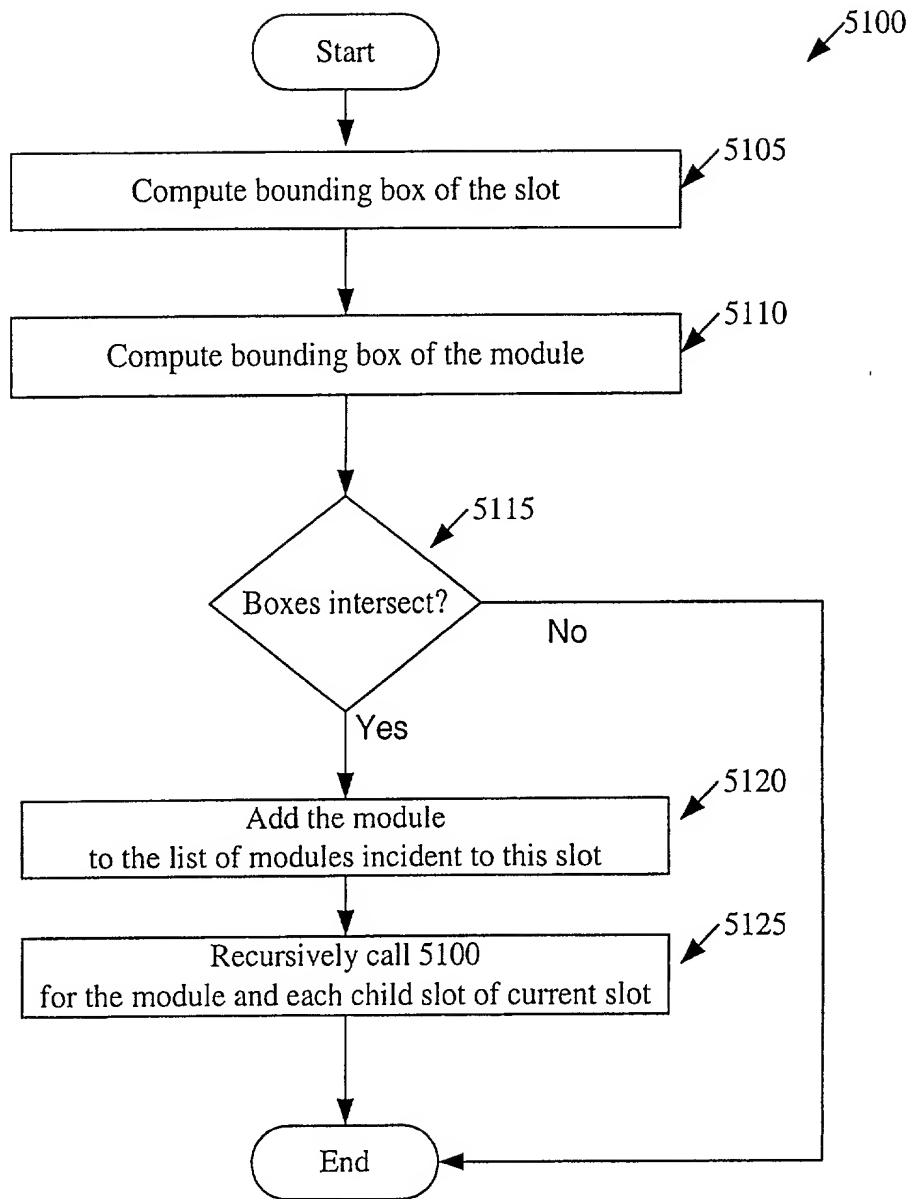 5100
Start
5105
Compute bounding box of the slot
5110
Compute bounding box of the module
5115
Boxes intersect?
No
Yes
5120
Add the module
to the list of modules incident to this slot
5125
Recursively call 5100
for the module and each child slot of current slot
End